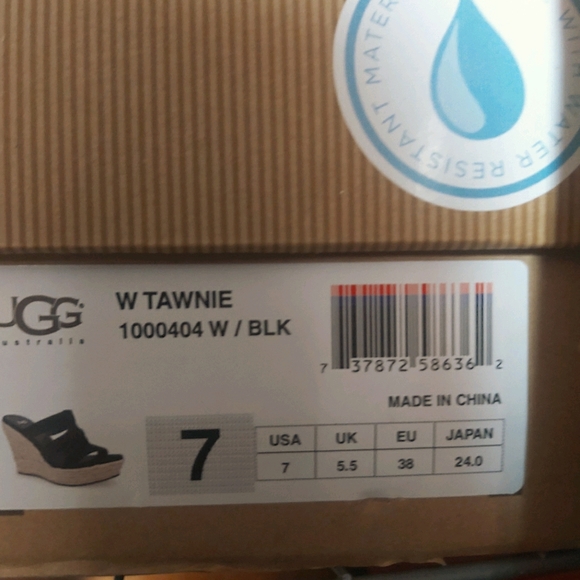 WATER RESISTANT MATER
UGG®
australia
W TAWNIE
1000404 W / BLK
7 37872 58636 2
MADE IN CHINA
7
USA UK EU JAPAN
7 5.5 38 24.0